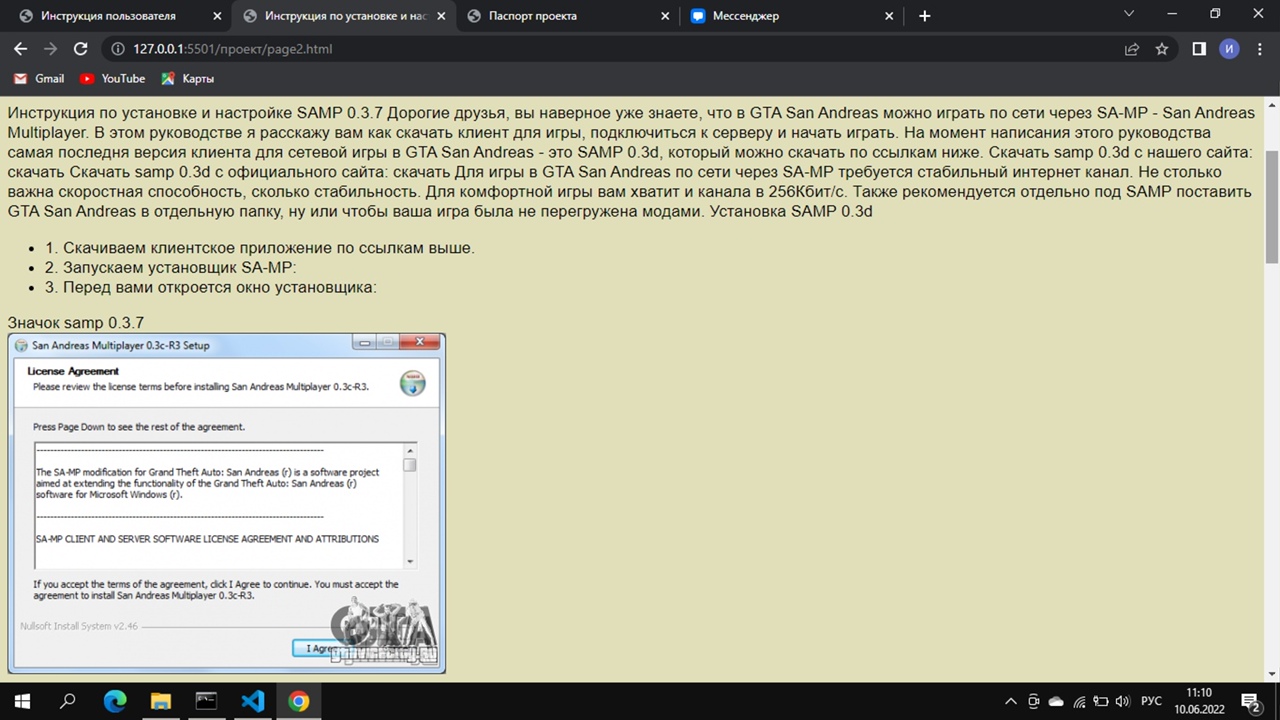 Инструкция пользователя
Инструкция по установке и нас
Паспорт проекта
Мессенджер
127.0.0.1:5501/проект/page2.html
И
Gmail
YouTube
Карты
Инструкция по установке и настройке SAMP 0.3.7 Дорогие друзья, вы наверное уже знаете, что в GTA San Andreas можно играть по сети через SA-MP - San Andreas
Multiplayer. В этом руководстве я расскажу вам как скачать клиент для игры, подключиться к серверу и начать играть. На момент написания этого руководства
самая последня версия клиента для сетевой игры в GTA San Andreas - это SAMP 0.3d, который можно скачать по ссылкам ниже. Скачать samp 0.3d с нашего сайта:
скачать Скачать samp 0.3d с официального сайта: скачать Для игры в GTA San Andreas по сети через SA-MP требуется стабильный интернет канал. Не столько
важна скоростная способность, сколько стабильность. Для комфортной игры вам хватит и канала в 256Кбит/с. Также рекомендуется отдельно под SAMP поставить
GTA San Andreas в отдельную папку, ну или чтобы ваша игра была не перегружена модами. Установка SAMP 0.3d
• 1. Скачиваем клиентское приложение по ссылкам выше.
• 2. Запускаем установщик SA-MP:
• 3. Перед вами откроется окно установщика:
Значок samp 0.3.7
San Andreas Multiplayer 0.3c-R3 Setup
License Agreement
Please review the license terms before installing San Andreas Multiplayer 0.3c-R3.
Press Page Down to see the rest of the agreement.
The SA-MP modification for Grand Theft Auto: San Andreas (r) is a software project
aimed at extending the functionality of the Grand Theft Auto: San Andreas (r)
software for Microsoft Windows (r).
SA-MP CLIENT AND SERVER SOFTWARE LICENSE AGREEMENT AND ATTRIBUTIONS
If you accept the terms of the agreement, click I Agree to continue. You must accept the
agreement to install San Andreas Multiplayer 0.3c-R3.
Nullsoft Install System v2.46
I Agree
GTA
РУС
11:10
10.06.2022
2